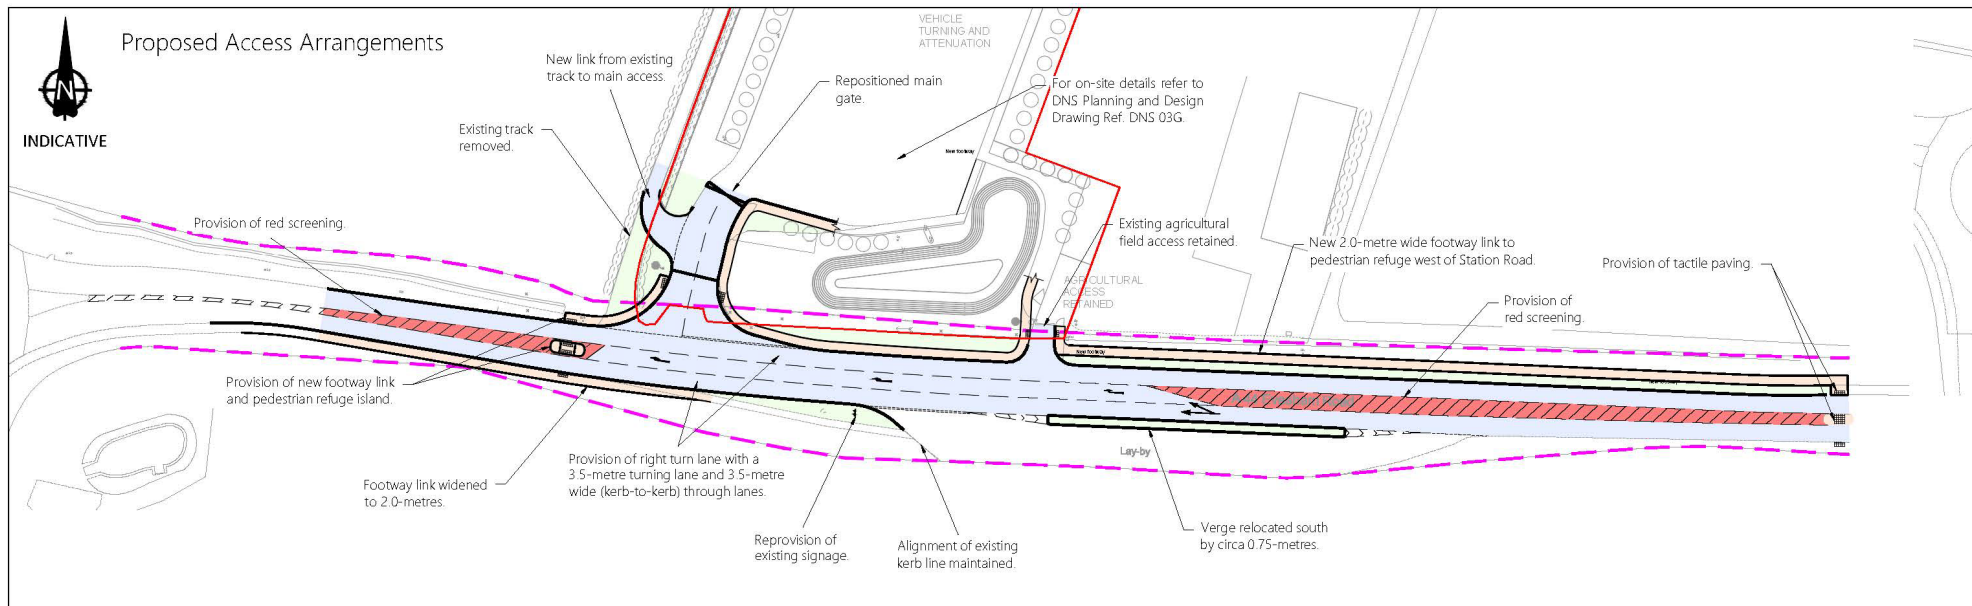 Proposed Access Arrangements
N
INDICATIVE
VEHICLE
TURNING AND
ATTENUATION
New link from existing
track to main access.
Repositioned main
gate.
For on-site details refer to
DNS Planning and Design
Drawing Ref. DNS 03G.
Existing track
removed.
New footway
Provision of red screening.
Existing agricultural
field access retained.
New 2.0-metre wide footway link to
pedestrian refuge west of Station Road.
Provision of tactile paving.
AGRICULTURAL
ACCESS
RETAINED
Provision of
red screening.
New footway
Provision of new footway link
and pedestrian refuge island.
Lay-by
Provision of right turn lane with a
3.5-metre turning lane and 3.5-metre
wide (kerb-to-kerb) through lanes.
Footway link widened
to 2.0-metres.
Reprovision of
existing signage.
Alignment of existing
kerb line maintained.
Verge relocated south
by circa 0.75-metres.